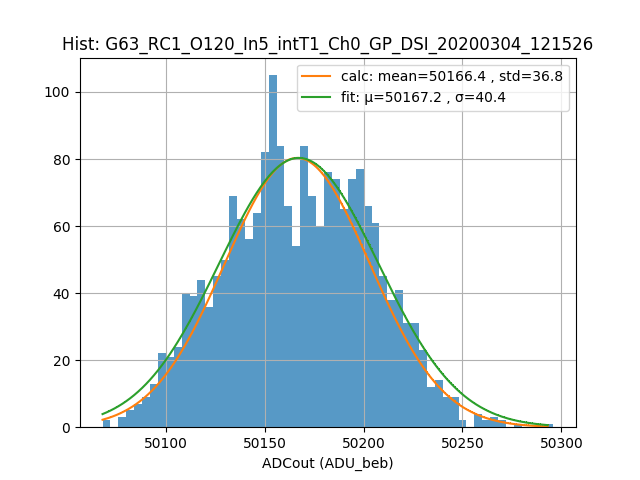 Hist: G63_RC1_O120_In5_intT1_Ch0_GP_DSI_20200304_121526
calc: mean=50166.4 , std=36.8
fit: μ=50167.2 , σ=40.4
100
80
60
40
20
0
50100 50150 50200 50250 50300
ADCout (ADU_beb)